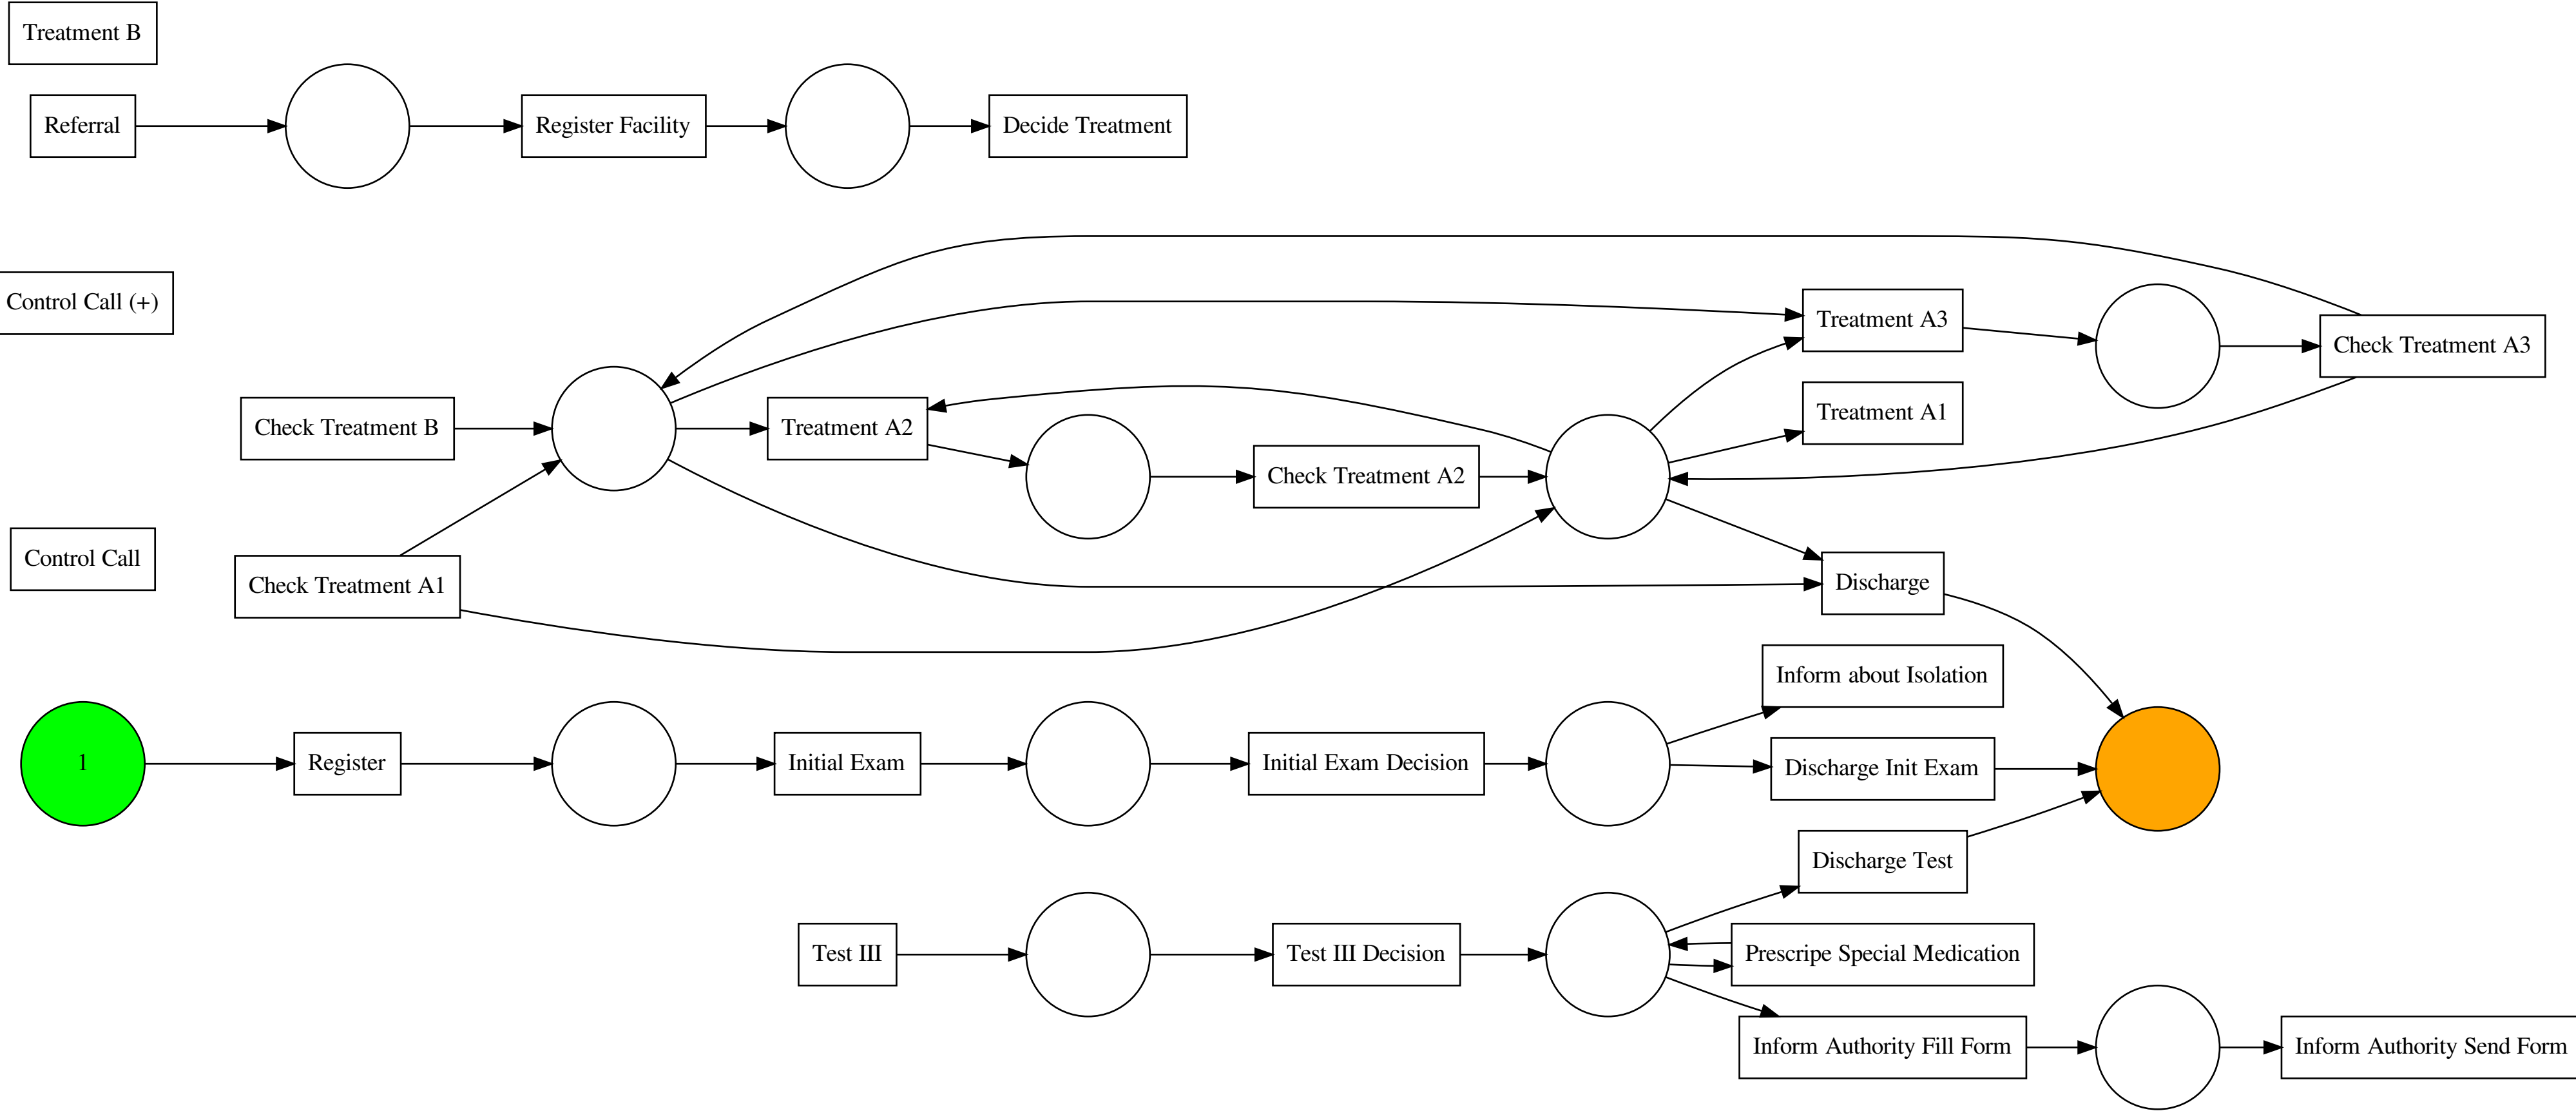 Treatment B
Referral
Register Facility
Decide Treatment
Control Call (+)
Treatment A3
Check Treatment A3
Treatment A1
Check Treatment B
Treatment A2
Check Treatment A2
Control Call
Check Treatment A1
Discharge
Inform about Isolation
1
Register
Initial Exam
Initial Exam Decision
Discharge Init Exam
Discharge Test
Test III
Test III Decision
Prescripe Special Medication
Inform Authority Fill Form
Inform Authority Send Form